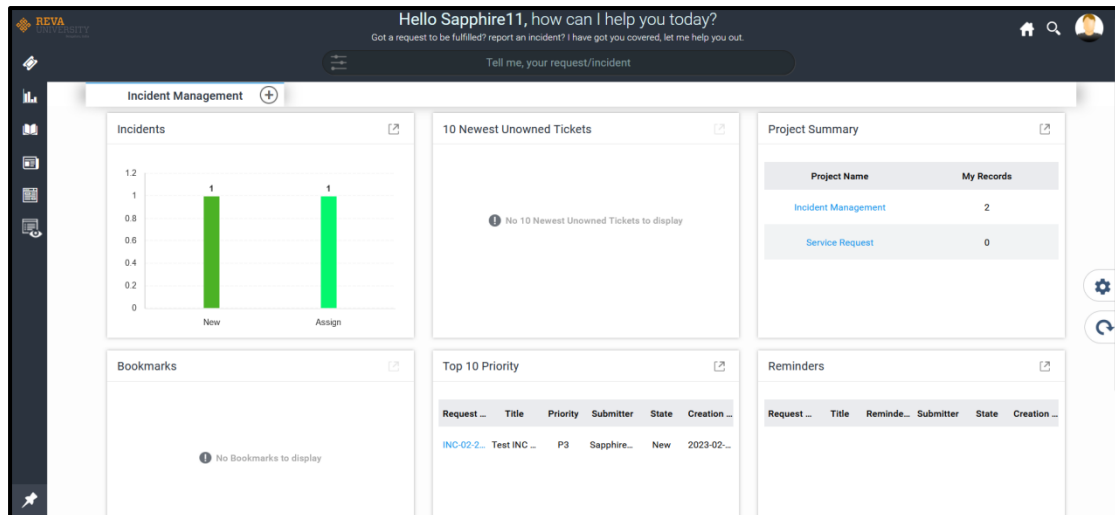 REVA
UNIVERSITY
Hello Sapphire11, how can I help you today?
Got a request to be fulfilled? report an incident? I have got you covered, let me help you out.
Tell me, your request/incident
Incident Management
Incidents
1.2
1
0.8
0.6
0.4
0.2
0
1
1
New Assign
10 Newest Unowned Tickets
No 10 Newest Unowned Tickets to display
Project Summary
Project Name My Records
Incident Management 2
Service Request 0
Bookmarks
No Bookmarks to display
Top 10 Priority
Request ... Title Priority Submitter State Creation ...
INC-02-2... Test INC ... P3 Sapphire... New 2023-02-...
Reminders
Request ... Title Reminde... Submitter State Creation ...